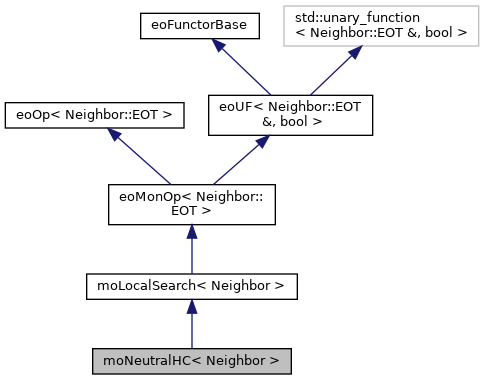 eoFunctorBase
std::unary_function
< Neighbor::EOT &, bool >
eoOp< Neighbor::EOT >
eoUF< Neighbor::EOT
&, bool >
eoMonOp< Neighbor::
EOT >
moLocalSearch< Neighbor >
moNeutralHC< Neighbor >